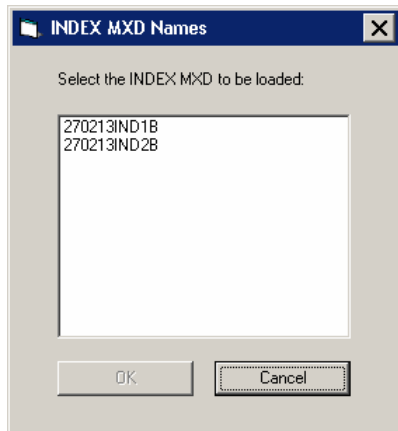 INDEX MXD Names
Select the INDEX MXD to be loaded:
270213IND1B
270213IND2B
OK
Cancel